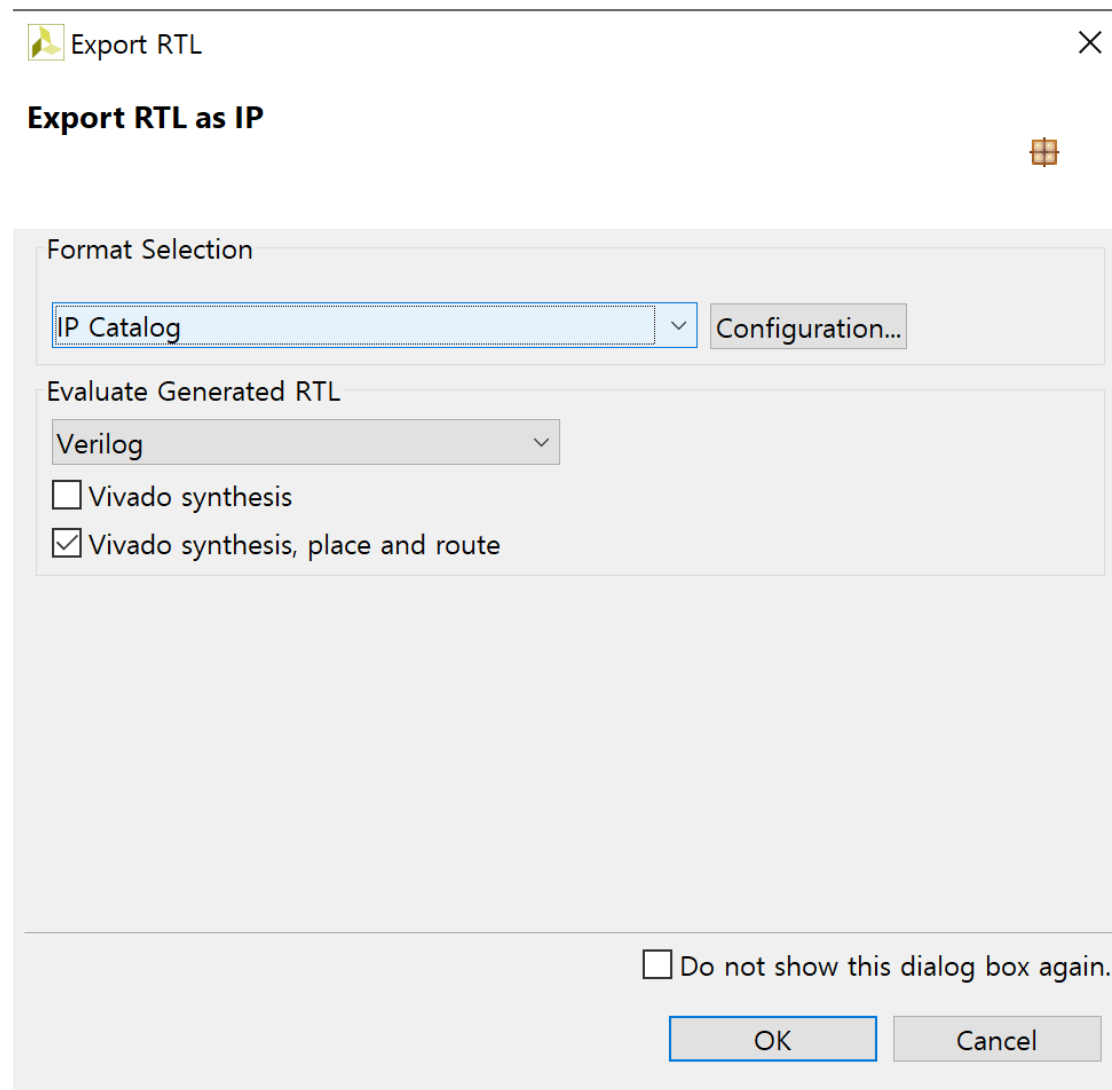 Export RTL
Export RTL as IP
Format Selection
IP Catalog
Configuration...
Evaluate Generated RTL
Verilog
Vivado synthesis
Vivado synthesis, place and route
Do not show this dialog box again.
OK
Cancel